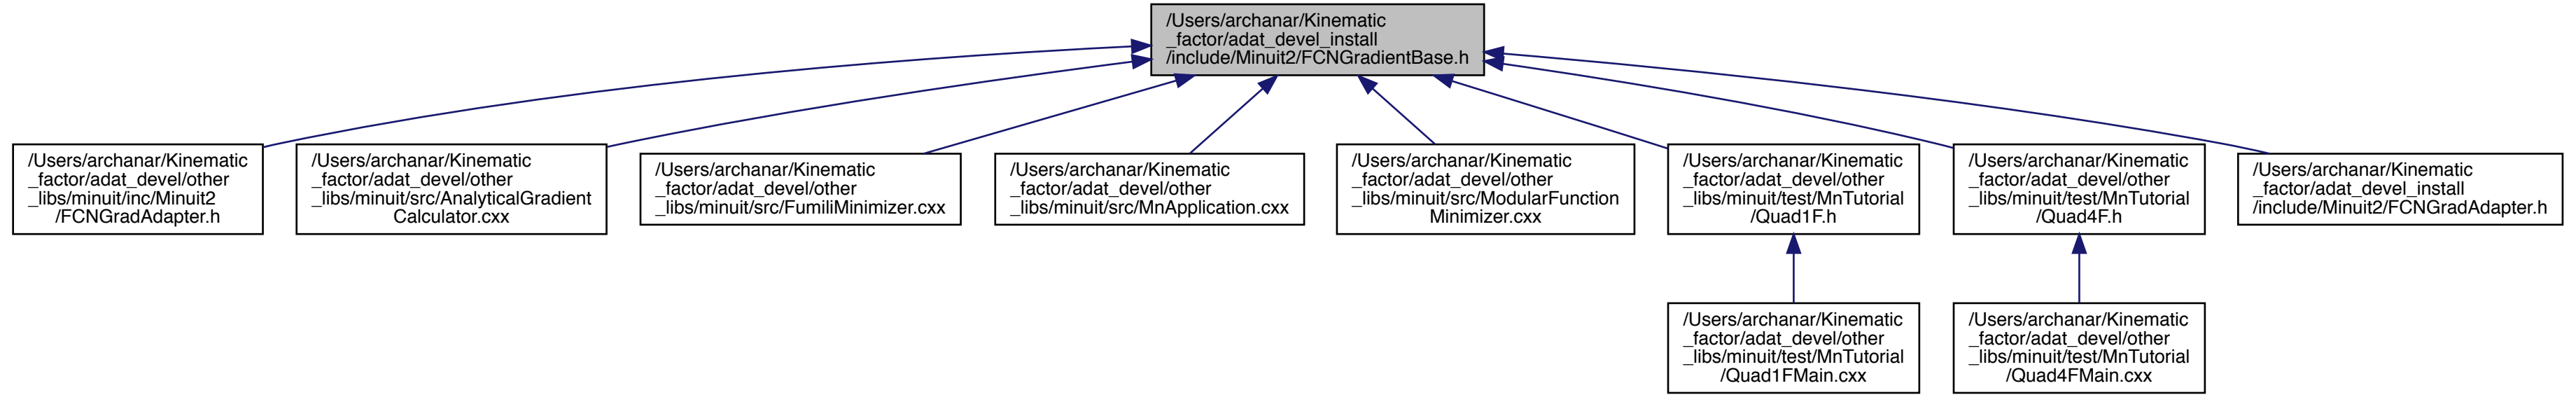 /Users/archanar/Kinematic
_factor/adat_devel_install
/include/Minuit2/FCNGradientBase.h
/Users/archanar/Kinematic
_factor/adat_devel/other
_libs/minuit/inc/Minuit2
/FCNGradAdapter.h
/Users/archanar/Kinematic
_factor/adat_devel/other
_libs/minuit/src/AnalyticalGradient
Calculator.cxx
/Users/archanar/Kinematic
_factor/adat_devel/other
_libs/minuit/src/FumiliMinimizer.cxx
/Users/archanar/Kinematic
_factor/adat_devel/other
_libs/minuit/src/MnApplication.cxx
/Users/archanar/Kinematic
_factor/adat_devel/other
_libs/minuit/src/ModularFunction
Minimizer.cxx
/Users/archanar/Kinematic
_factor/adat_devel/other
_libs/minuit/test/MnTutorial
/Quad1F.h
/Users/archanar/Kinematic
_factor/adat_devel/other
_libs/minuit/test/MnTutorial
/Quad4F.h
/Users/archanar/Kinematic
_factor/adat_devel_install
/include/Minuit2/FCNGradAdapter.h
/Users/archanar/Kinematic
_factor/adat_devel/other
_libs/minuit/test/MnTutorial
/Quad1FMain.cxx
/Users/archanar/Kinematic
_factor/adat_devel/other
_libs/minuit/test/MnTutorial
/Quad4FMain.cxx